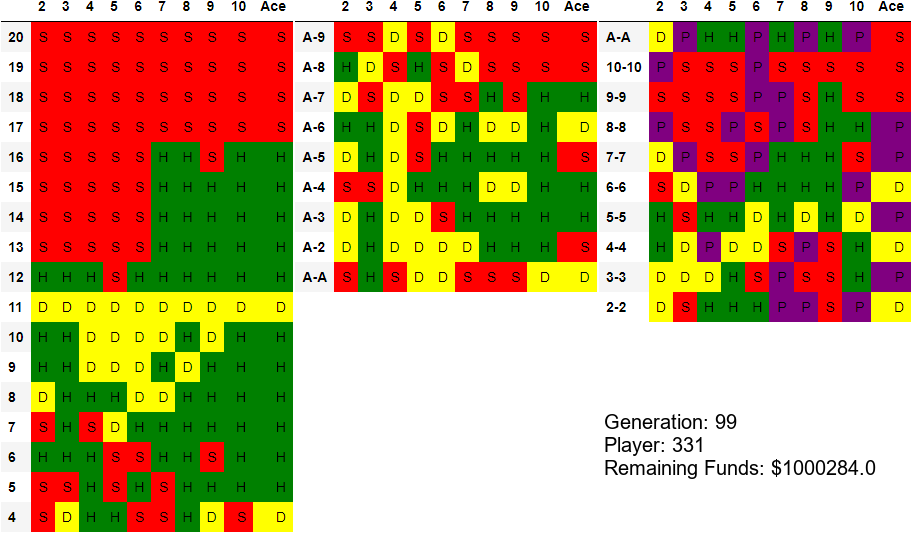 2 3 4 5 6 7 8 9 10 Ace 2 3 4 5 6 7 8 9 10 Ace 2 3 4 5 6 7 8 9 10 Ace
20 S S S S S S S S S S A-9 S S D S D S S S S S A-A D P H H P H P H P S
19 S S S S S S S S S S A-8 H D S H S D S S S S 10-10 P S S S P S S S S S
18 S S S S S S S S S S A-7 D S D D S S H S H H 9-9 S S S S P P S H S S
17 S S S S S S S S S S A-6 H H D S D H D D H D 8-8 P S S P S P S H H P
16 S S S S S H H S H H A-5 D H D S H H H H H S 7-7 D P S S P H H H S P
15 S S S S S H H H H H A-4 S S D H H H D D H H 6-6 S D P P H H H H P D
14 S S S S S H H H H H A-3 D H D D S H H H H H 5-5 H S H H D H D H D P
13 S S S S S H H H H H A-2 D H D D D D H H H S 4-4 H D P D D S P S H D
12 H H H S H H H H H H A-A S H S D D S S S D D 3-3 D D D H S P S S H P
11 D D D D D D D D D D 2-2 D S H H H P P S P D
10 H H D D D D H D H H
9 H H D D D H D H H H
8 D H H H D D H H H H
7 S H S D H H H H H H
6 H H H S S H H S H H
5 S S H S H S H H H H
4 S D H H S S H D S D
Generation: 99
Player: 331
Remaining Funds: $1000284.0